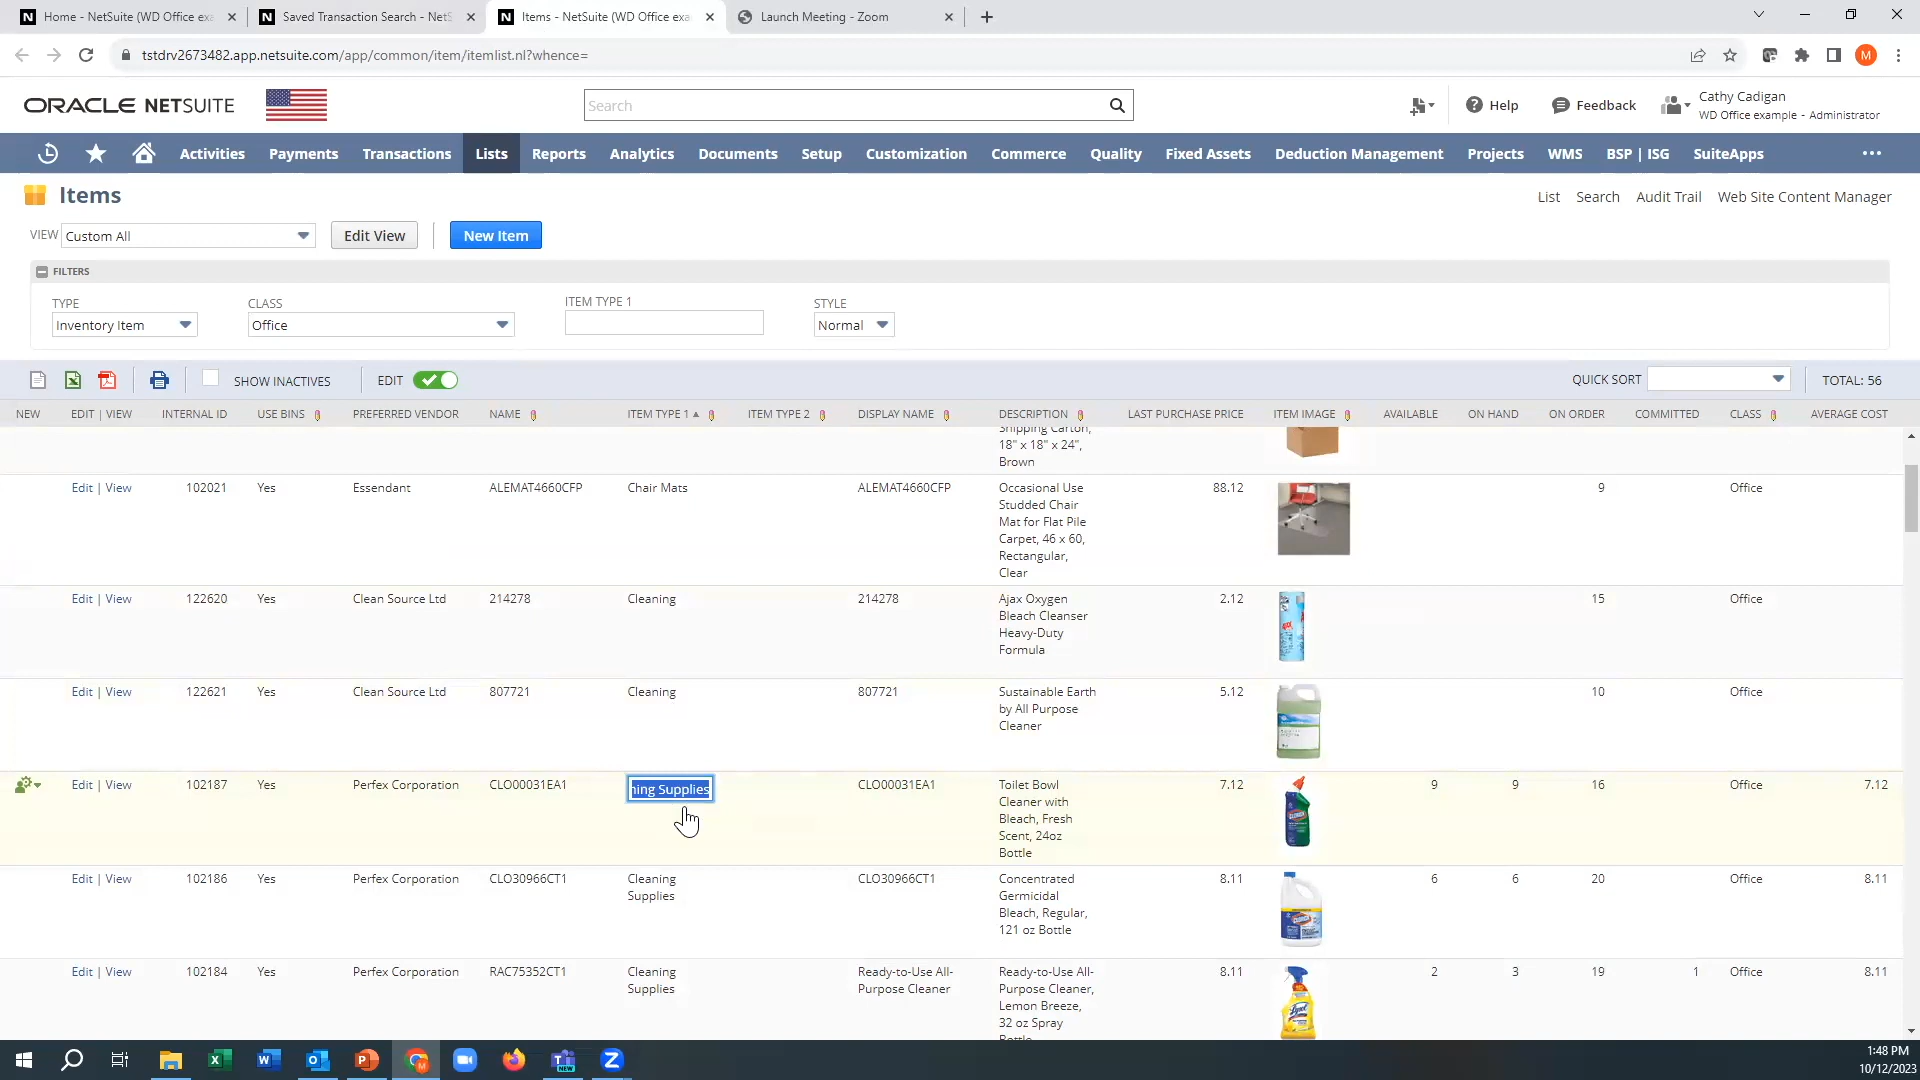 Home - NetSuite (WD Office exa
Saved Transaction Search - NetS
Items - NetSuite (WD Office exa
Launch Meeting - Zoom
tstdrv2673482.app.netsuite.com/app/common/item/itemlist.nl?whence=
M
ORACLE NETSUITE
Search
Help
Feedback
Cathy Cadigan
WD Office example - Administrator
Activities Payments Transactions Lists Reports Analytics Documents Setup Customization Commerce Quality Fixed Assets Deduction Management Projects WMS BSP | ISG SuiteApps
Items
List Search Audit Trail Web Site Content Manager
VIEW Custom All Edit View New Item
FILTERS
TYPE CLASS ITEM TYPE 1 STYLE
Inventory Item Office Normal
SHOW INACTIVES EDIT QUICK SORT TOTAL: 56
NEW EDIT | VIEW INTERNAL ID USE BINS PREFERRED VENDOR NAME ITEM TYPE 1 ITEM TYPE 2 DISPLAY NAME DESCRIPTION LAST PURCHASE PRICE ITEM IMAGE AVAILABLE ON HAND ON ORDER COMMITTED CLASS AVERAGE COST
Shipping Carton,
18" x 18" x 24",
Brown
Edit | View 102021 Yes Essendant ALEMAT4660CFP Chair Mats ALEMAT4660CFP Occasional Use 88.12 9 Office
Studded Chair
Mat for Flat Pile
Carpet, 46 x 60,
Rectangular,
Clear
Edit | View 122620 Yes Clean Source Ltd 214278 Cleaning 214278 Ajax Oxygen 2.12 15 Office
Bleach Cleanser
Heavy-Duty
Formula
Edit | View 122621 Yes Clean Source Ltd 807721 Cleaning 807721 Sustainable Earth 5.12 10 Office
by All Purpose
Cleaner
Edit | View 102187 Yes Perfex Corporation CLO00031EA1 ning Supplies CLO00031EA1 Toilet Bowl 7.12 9 9 16 Office 7.12
Cleaner with
Bleach, Fresh
Scent, 24oz
Bottle
Edit | View 102186 Yes Perfex Corporation CLO30966CT1 Cleaning CLO30966CT1 Concentrated 8.11 6 6 20 Office 8.11
Supplies Germicidal
Bleach, Regular,
121 oz Bottle
Edit | View 102184 Yes Perfex Corporation RAC75352CT1 Cleaning Ready-to-Use All- Ready-to-Use All- 8.11 2 3 19 1 Office 8.11
Supplies Purpose Cleaner Purpose Cleaner,
Lemon Breeze,
32 oz Spray
Bottle
1:48 PM
10/12/2023